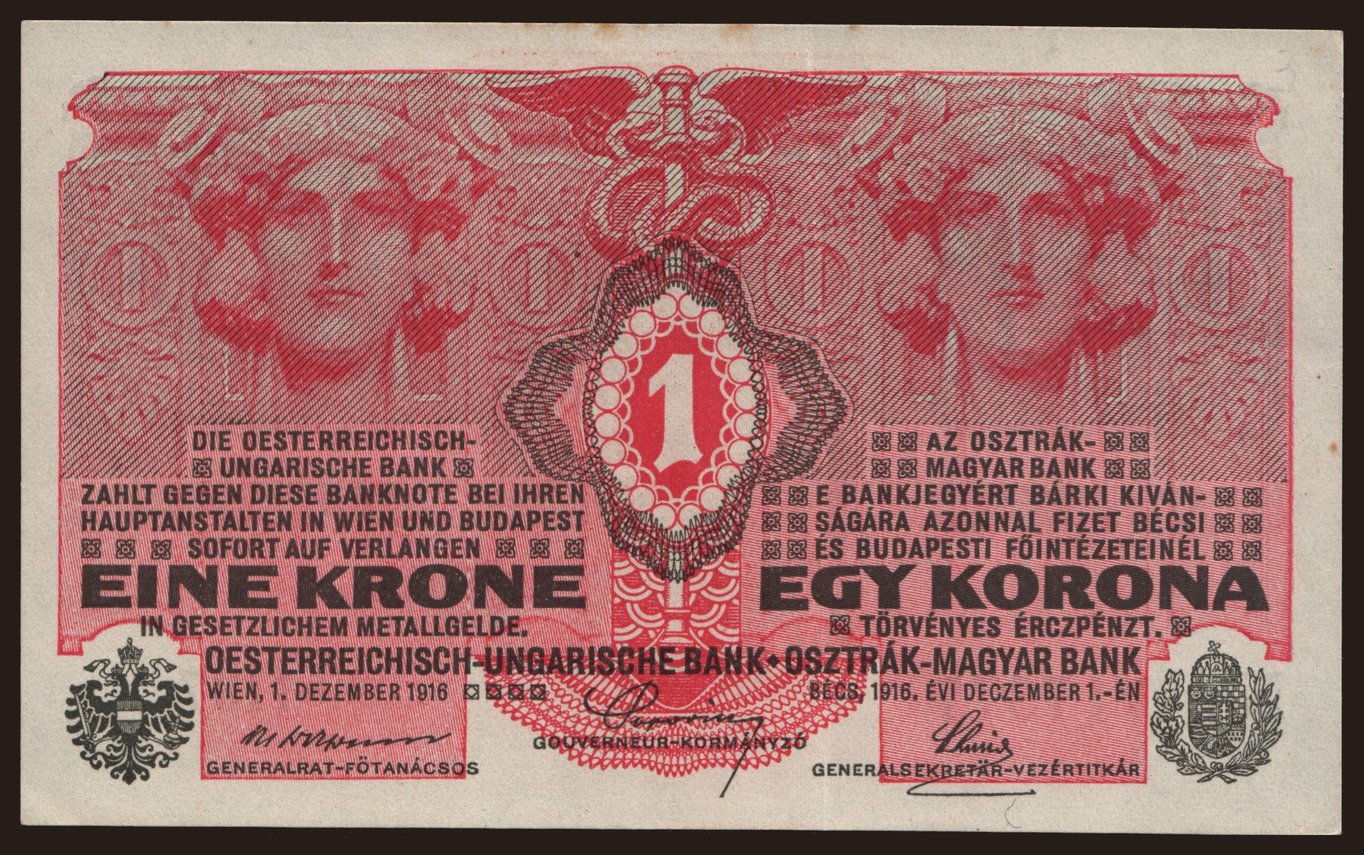 1
DIE OESTERREICHISCH-
UNGARISCHE BANK
ZAHLT GEGEN DIESE BANKNOTE BEI IHREN
HAUPTANSTALTEN IN WIEN UND BUDAPEST
SOFORT AUF VERLANGEN
EINE KRONE
IN GESETZLICHEM METALLGELDE.
AZ OSZTRÁK-
MAGYAR BANK
E BANKJEGYÉRT BÁRKI KIVÁN-
SÁGÁRA AZONNAL FIZET BÉCSI
ÉS BUDAPESTI FŐINTÉZETEINÉL
EGY KORONA
TÖRVÉNYES ÉRCZPÉNZT.
OESTERREICHISCH-UNGARISCHE BANK • OSZTRÁK-MAGYAR BANK
WIEN, 1. DEZEMBER 1916
BÉCS, 1916. ÉVI DECZEMBER 1.-ÉN
GOUVERNEUR-KORMÁNYZÓ
GENERALRAT-FŐTANÁCSOS
GENERALSEKRETÄR-VEZÉRTITKÁR